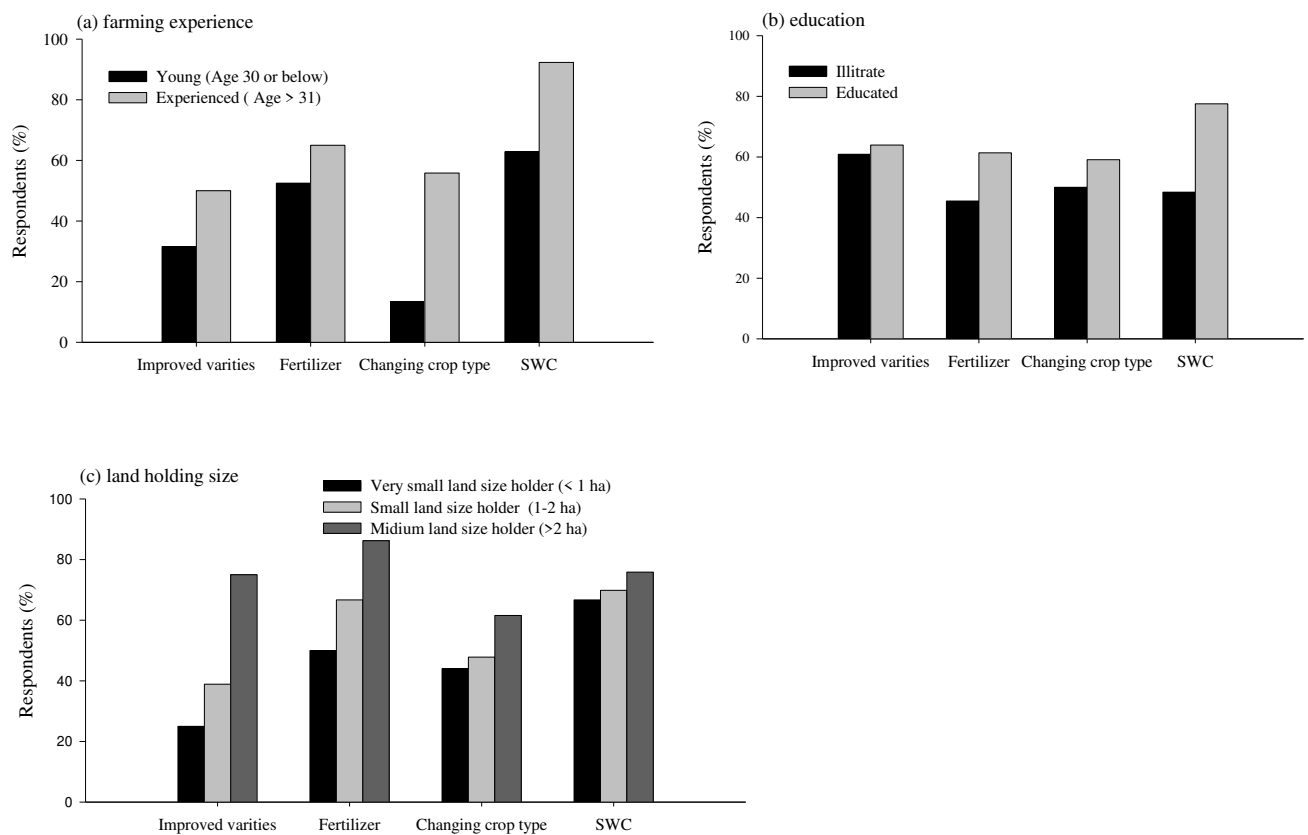 (a) farming experience
100
80
60
40
20
0
Respondents (%)
Young (Age 30 or below)
Experienced ( Age > 31)
Improved varities
Fertilizer
Changing crop type
SWC
(b) education
100
80
60
40
20
0
Respondents (%)
Illitrate
Educated
Improved varities
Fertilizer
Changing crop type
SWC
(c) land holding size
100
80
60
40
20
0
Respondents (%)
Very small land size holder (< 1 ha)
Small land size holder (1-2 ha)
Midium land size holder (>2 ha)
Improved varities
Fertilizer
Changing crop type
SWC